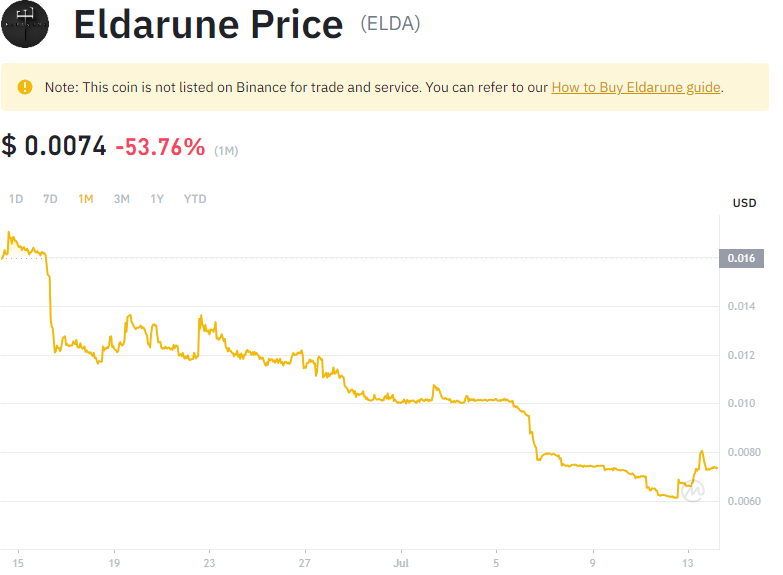 Eldarune Price (ELDA)
Note: This coin is not listed on Binance for trade and service. You can refer to our How to Buy Eldarune guide.
$ 0.0074 -53.76% (1M)
1D 7D 1M 3M 1Y YTD
USD
0.016
0.014
0.012
0.010
0.0080
0.0060
15 19 23 27 Jul 5 9 13